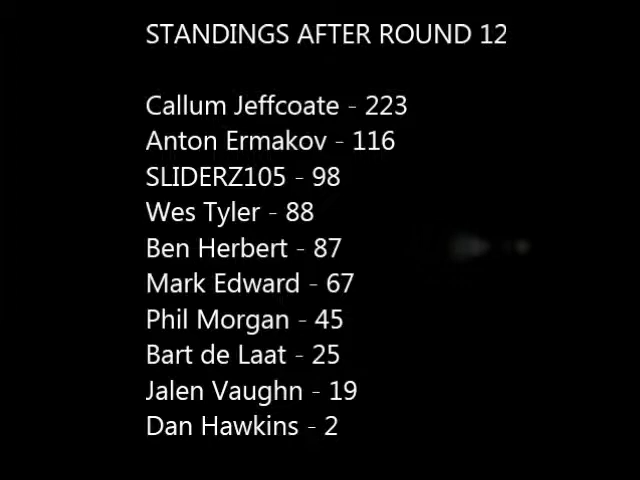 STANDINGS AFTER ROUND 12
Callum Jeffcoate - 223
Anton Ermakov - 116
SLIDERZ105 - 98
Wes Tyler - 88
Ben Herbert - 87
Mark Edward - 67
Phil Morgan - 45
Bart de Laat - 25
Jalen Vaughn - 19
Dan Hawkins - 2